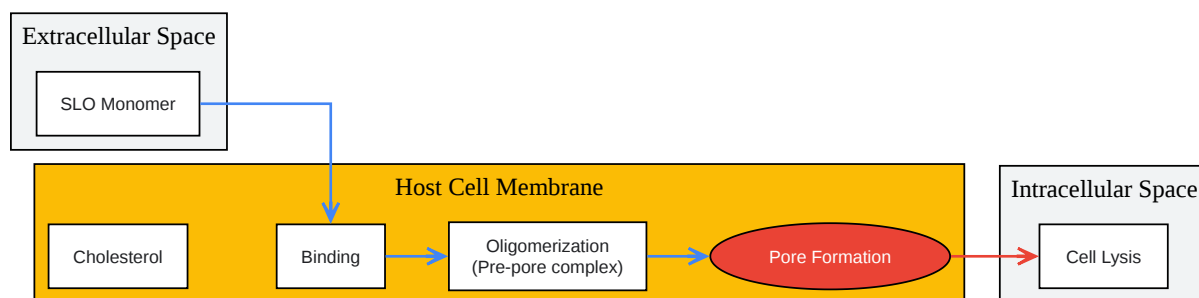 Extracellular Space
SLO Monomer
Host Cell Membrane
Cholesterol
Binding
Oligomerization
(Pre-pore complex)
Pore Formation
Intracellular Space
Cell Lysis